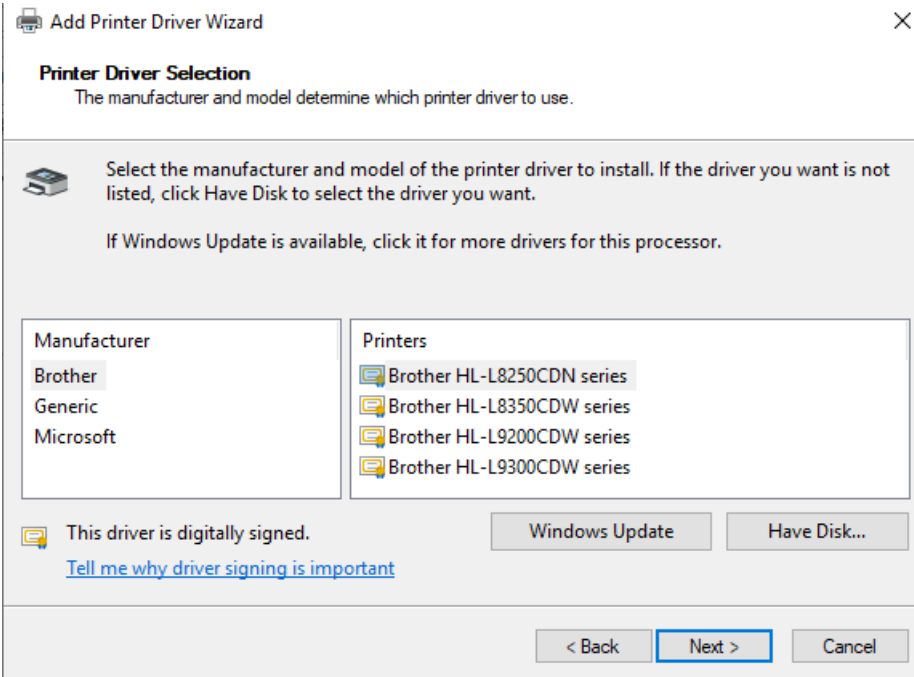 Add Printer Driver Wizard
Printer Driver Selection
The manufacturer and model determine which printer driver to use.
Select the manufacturer and model of the printer driver to install. If the driver you want is not
listed, click Have Disk to select the driver you want.
If Windows Update is available, click it for more drivers for this processor.
Manufacturer
Brother
Generic
Microsoft
Printers
Brother HL-L8250CDN series
Brother HL-L8350CDW series
Brother HL-L9200CDW series
Brother HL-L9300CDW series
This driver is digitally signed.
Tell me why driver signing is important
Windows Update
Have Disk...
< Back
Next >
Cancel